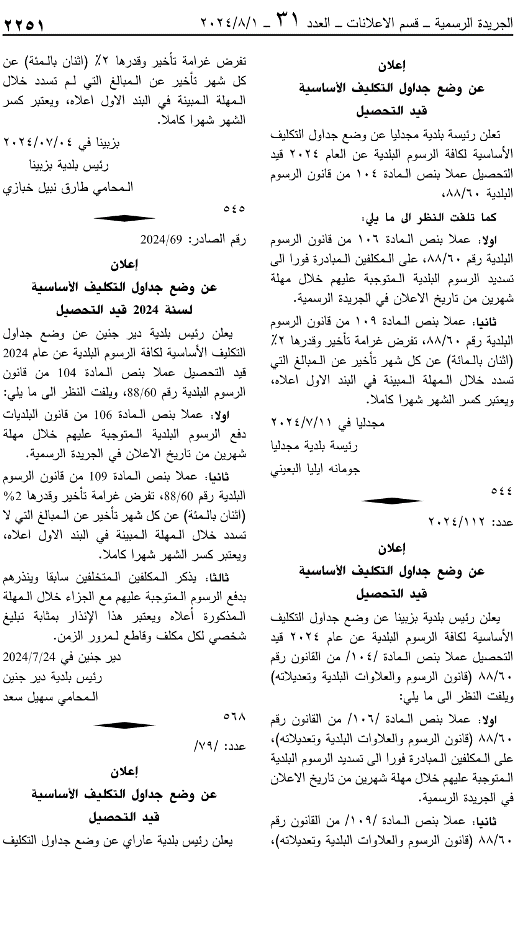 الجريدة الرسمية ــ قسم الاعلانات ــ العدد ٣١ ــ ٢٠٢٤/٨/١
٢٢٥١
إعلان
عن وضع جداول التكليف الأساسية
قيد التحصيل
تعلن رئيسة بلدية مجدليا عن وضع جداول التكليف
الأساسية لكافة الرسوم البلدية عن العام ٢٠٢٤ قيد
التحصيل عملا بنص المادة ١٠٤ من قانون الرسوم
البلدية ٨٨/٦٠،
كما تلفت النظر الى ما يلي:
اولا: عملا بنص المادة ١٠٦ من قانون الرسوم
البلدية رقم ٨٨/٦٠، على المكلفين المبادرة فورا الى
تسديد الرسوم البلدية المتوجبة عليهم خلال مهلة
شهرين من تاريخ الاعلان في الجريدة الرسمية.
ثانيا: عملا بنص المادة ١٠٩ من قانون الرسوم
البلدية رقم ٨٨/٦٠، تفرض غرامة تأخير وقدرها ٢٪
(اثنان بالمائة) عن كل شهر تأخير عن المبالغ التي
تسدد خلال المهلة المبينة في البند الاول اعلاه،
ويعتبر كسر الشهر شهرا كاملا.
مجدليا في ٢٠٢٤/٧/١١
رئيسة بلدية مجدليا
جومانه ايليا البعيني
٥٤٤
عدد: ٢٠٢٤/١١٢
إعلان
عن وضع جداول التكليف الأساسية
قيد التحصيل
يعلن رئيس بلدية بزبينا عن وضع جداول التكليف
الأساسية لكافة الرسوم البلدية عن عام ٢٠٢٤ قيد
التحصيل عملا بنص المادة /١٠٤/ من القانون رقم
٨٨/٦٠ (قانون الرسوم والعلاوات البلدية وتعديلاته)
ويلفت النظر الى ما يلي:
اولا: عملا بنص المادة /١٠٦/ من القانون رقم
٨٨/٦٠ (قانون الرسوم والعلاوات البلدية وتعديلاته)،
على المكلفين المبادرة فورا الى تسديد الرسوم البلدية
المتوجبة عليهم خلال مهلة شهرين من تاريخ الاعلان
في الجريدة الرسمية.
ثانيا: عملا بنص المادة /١٠٩/ من القانون رقم
٨٨/٦٠ (قانون الرسوم والعلاوات البلدية وتعديلاته)،
تفرض غرامة تأخير وقدرها ٢٪ (اثنان بالمئة) عن
كل شهر تأخير عن المبالغ التي لم تسدد خلال
المهلة المبينة في البند الاول اعلاه، ويعتبر كسر
الشهر شهرا كاملا.
بزبينا في ٢٠٢٤/٠٧/٠٤
رئيس بلدية بزبينا
المحامي طارق نبيل خبازي
٥٤٥
رقم الصادر: 2024/69
إعلان
عن وضع جداول التكليف الأساسية
لسنة 2024 قيد التحصيل
يعلن رئيس بلدية دير جنين عن وضع جداول
التكليف الأساسية لكافة الرسوم البلدية عن عام 2024
قيد التحصيل عملا بنص المادة 104 من قانون
الرسوم البلدية رقم 88/60، ويلفت النظر الى ما يلي:
اولا: عملا بنص المادة 106 من قانون البلديات
دفع الرسوم البلدية المتوجبة عليهم خلال مهلة
شهرين من تاريخ الاعلان في الجريدة الرسمية.
ثانيا: عملا بنص المادة 109 من قانون الرسوم
البلدية رقم 88/60، تفرض غرامة تأخير وقدرها 2%
(اثنان بالمئة) عن كل شهر تأخير عن المبالغ التي لا
تسدد خلال المهلة المبينة في البند الاول اعلاه،
ويعتبر كسر الشهر شهرا كاملا.
ثالثا: يذكر المكلفين المتخلفين سابقا وينذرهم
بدفع الرسوم المتوجبة عليهم مع الجزاء خلال المهلة
المذكورة أعلاه ويعتبر هذا الإنذار بمثابة تبليغ
شخصي لكل مكلف وقاطع لمرور الزمن.
دير جنين في 2024/7/24
رئيس بلدية دير جنين
المحامي سهيل سعد
٥٦٨
عدد: /٧٩/
إعلان
عن وضع جداول التكليف الأساسية
قيد التحصيل
يعلن رئيس بلدية عاراي عن وضع جداول التكليف